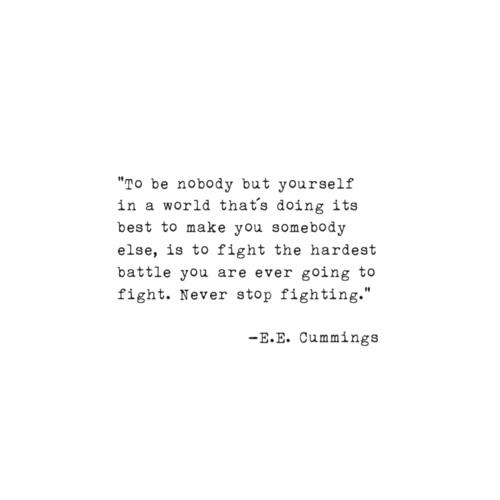 "To be nobody but yourself
in a world that's doing its
best to make you somebody
else, is to fight the hardest
battle you are ever going to
fight. Never stop fighting."
—E.E. Cummings